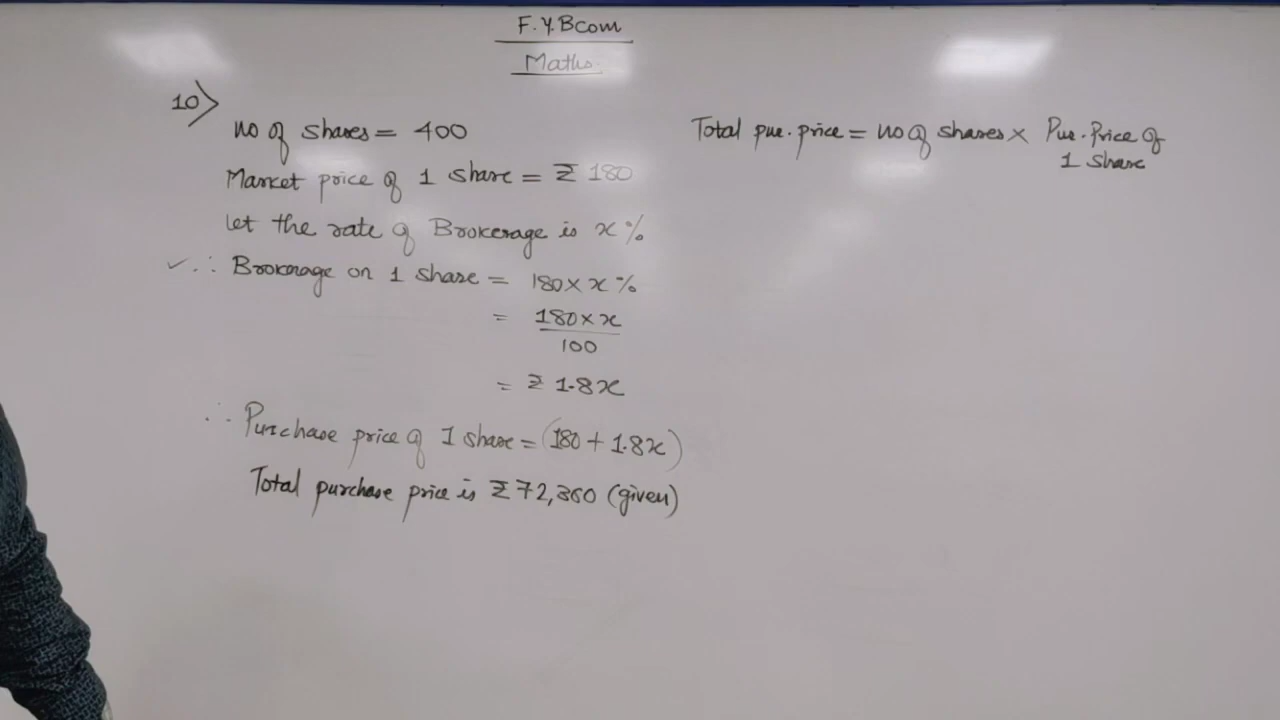 F.Y.Bcom
Maths
10>
no of shares = 400
Market price of 1 share = ₹ 180
let the rate of Brokerage is x %
✓ ∴ Brokerage on 1 share = 180 × x %
= 180 × x
100
= ₹ 1.8x
∴ Purchase price of 1 share = (180 + 1.8x)
Total purchase price is ₹ 72,360 (given)
Total pur. price = no of shares × Pur. Price of
1 share